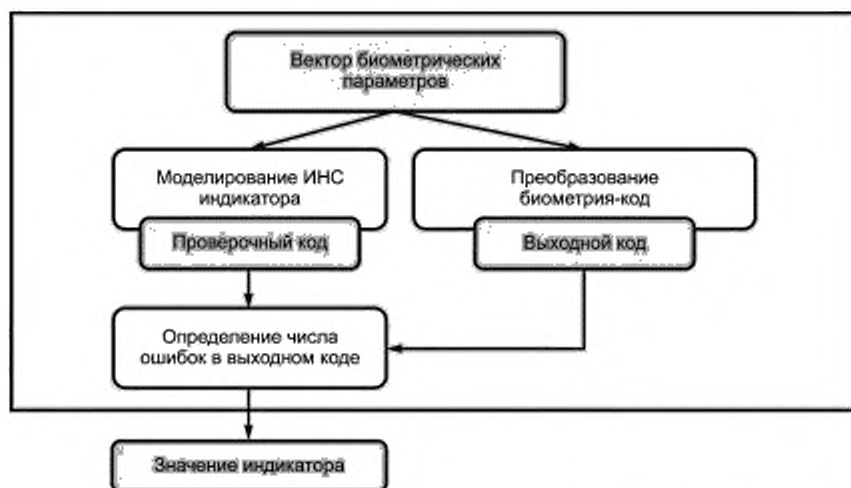 Вектор биометрических
параметров
Моделирование ИНС
индикатора
Проверочный код
Преобразование
биометрия-код
Выходной код
Определение числа
ошибок в выходном коде
Значение индикатора